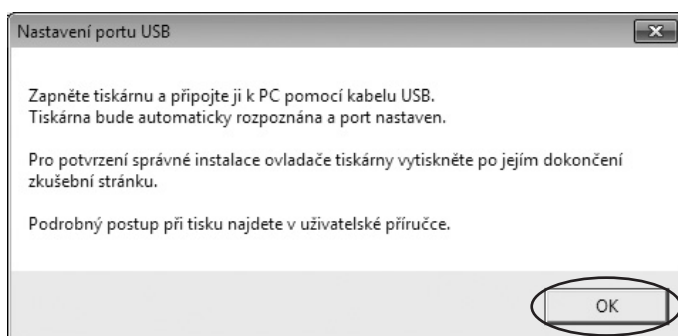 Nastavení portu USB
Zapněte tiskárnu a připojte ji k PC pomocí kabelu USB.
Tiskárna bude automaticky rozpoznána a port nastaven.
Pro potvrzení správné instalace ovladače tiskárny vytiskněte po jejím dokončení
zkušební stránku.
Podrobný postup při tisku najdete v uživatelské příručce.
OK